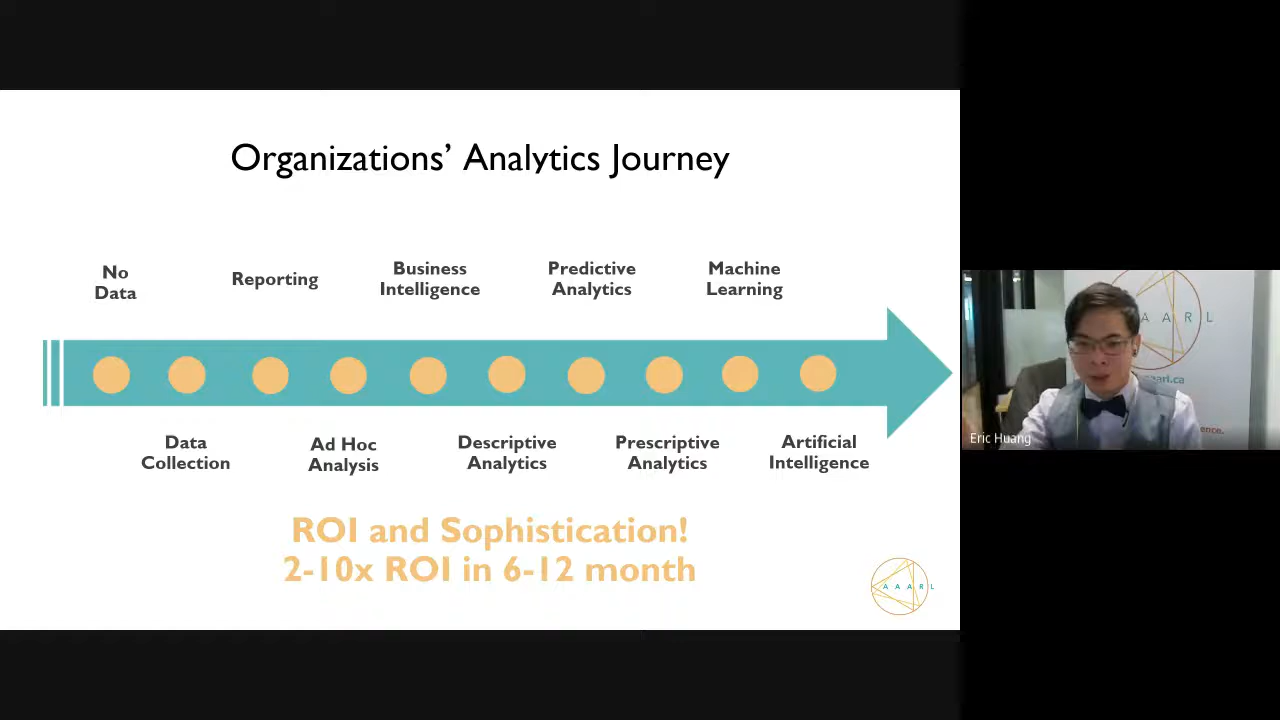 Organizations' Analytics Journey
No
Data
Reporting
Business
Intelligence
Predictive
Analytics
Machine
Learning
Data
Collection
Ad Hoc
Analysis
Descriptive
Analytics
Prescriptive
Analytics
Artificial
Intelligence
ROI and Sophistication!
2-10x ROI in 6-12 month
A A A R L
A A R L
Eric Huang